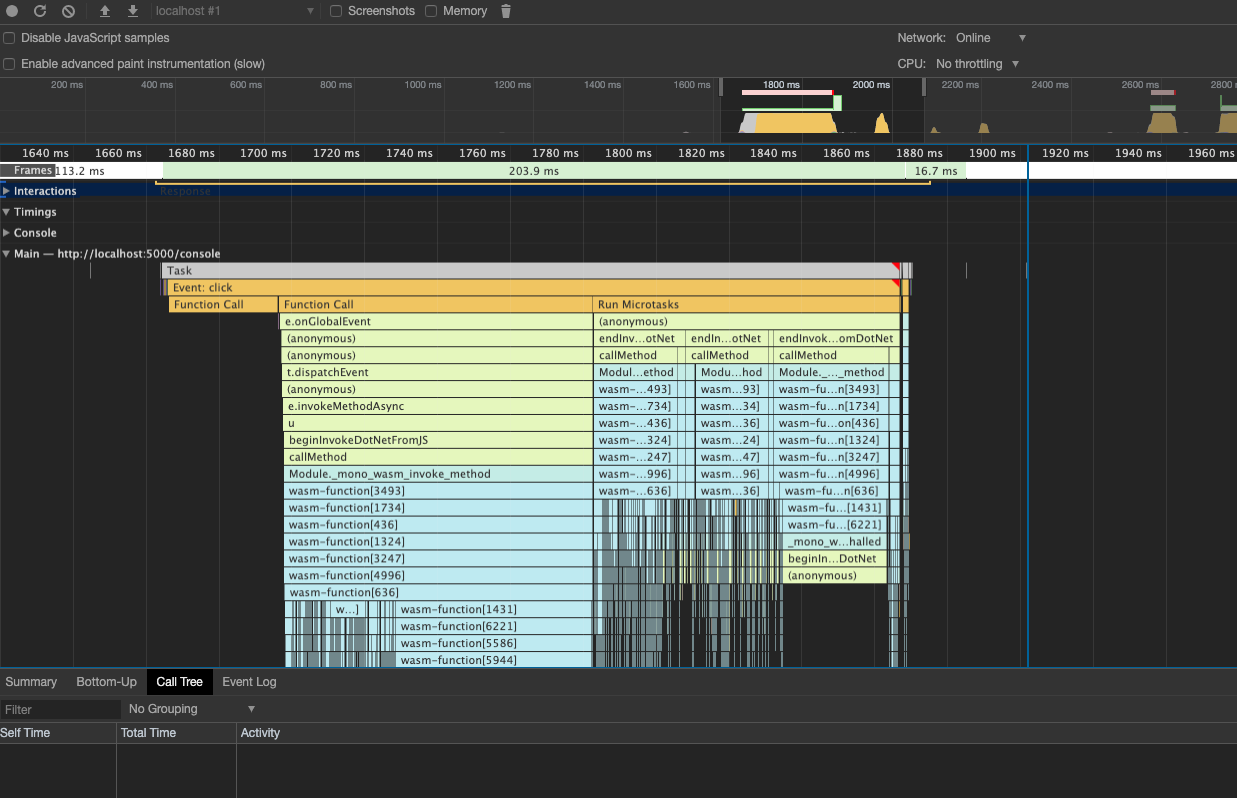 localhost #1 Screenshots Memory
Disable JavaScript samples Network: Online
Enable advanced paint instrumentation (slow) CPU: No throttling
200 ms 400 ms 600 ms 800 ms 1000 ms 1200 ms 1400 ms 1600 ms 1800 ms 2000 ms 2200 ms 2400 ms 2600 ms 2800
1640 ms 1660 ms 1680 ms 1700 ms 1720 ms 1740 ms 1760 ms 1780 ms 1800 ms 1820 ms 1840 ms 1860 ms 1880 ms 1900 ms 1920 ms 1940 ms 1960 ms
Frames 113.2 ms 203.9 ms 16.7 ms
Interactions Response
Timings
Console
Main — http://localhost:5000/console
Task
Event: click
Function Call Function Call Run Microtasks
e.onGlobalEvent (anonymous)
(anonymous) endInv…otNet endIn…otNet endInvok…omDotNet
(anonymous) callMethod callMethod callMethod
t.dispatchEvent Modul…ethod Modu…hod Module._…_method
(anonymous) wasm-…493] wasm-…93] wasm-fu…n[3493]
e.invokeMethodAsync wasm-…734] wasm-…34] wasm-fu…n[1734]
u wasm-…436] wasm-…36] wasm-fu…on[436]
beginInvokeDotNetFromJS wasm-…324] wasm-…24] wasm-fu…n[1324]
callMethod wasm-…247] wasm-…47] wasm-fu…n[3247]
Module._mono_wasm_invoke_method wasm-…996] wasm-…96] wasm-fu…n[4996]
wasm-function[3493] wasm-…636] wasm-…36] wasm-fu…n[636]
wasm-function[1734] wasm-fu…[1431]
wasm-function[436] wasm-fu…[6221]
wasm-function[1324] _mono_w…halled
wasm-function[3247] beginIn…DotNet
wasm-function[4996] (anonymous)
wasm-function[636]
w…] wasm-function[1431]
wasm-function[6221]
wasm-function[5586]
wasm-function[5944]
Summary Bottom-Up Call Tree Event Log
Filter No Grouping
Self Time Total Time Activity